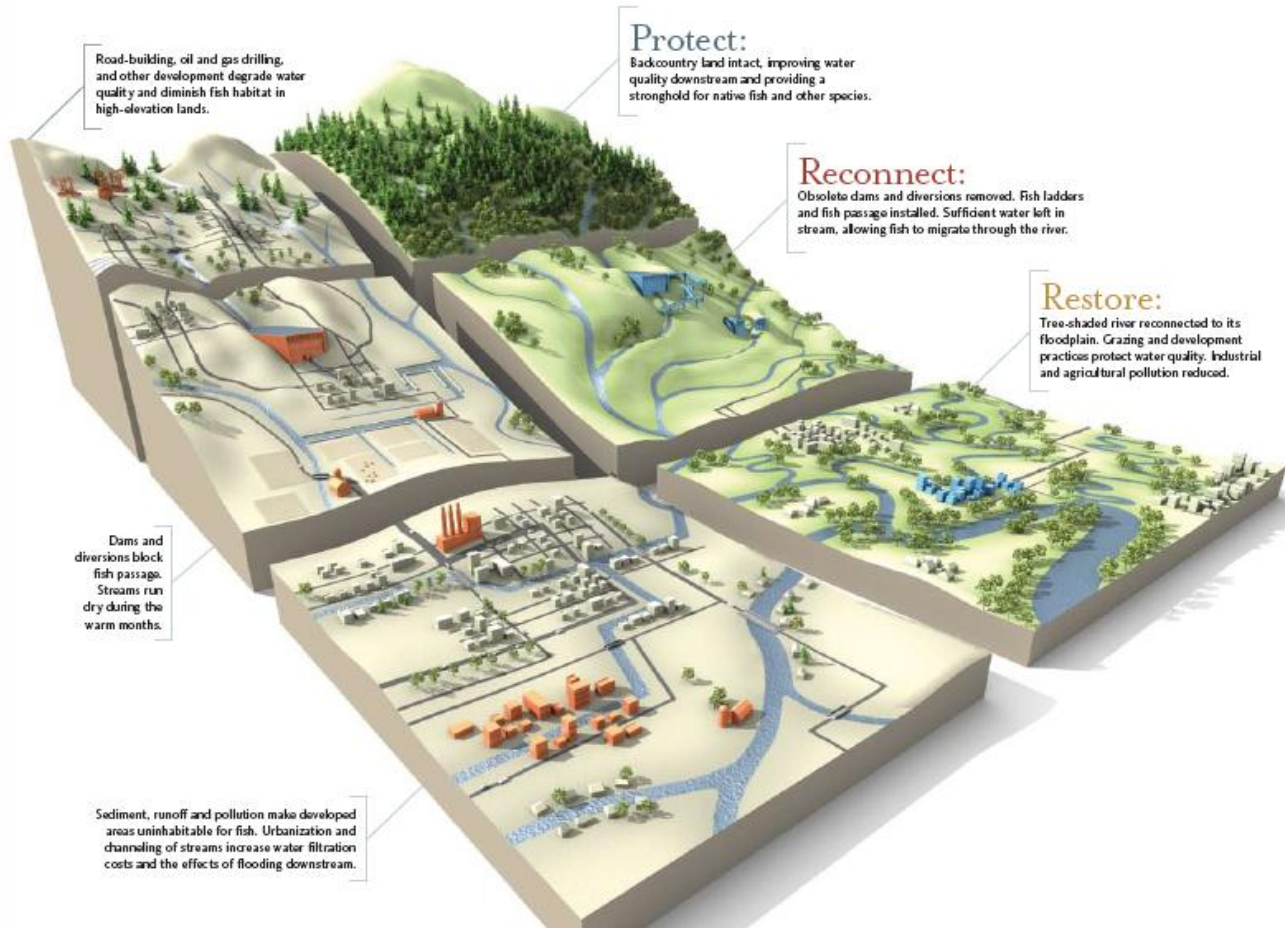 Road-building, oil and gas drilling,
and other development degrade water
quality and diminish fish habitat in
high-elevation lands.
Protect:
Backcountry land intact, improving water
quality downstream and providing a
stronghold for native fish and other species.
Reconnect:
Obsolete dams and diversions removed. Fish ladders
and fish passage installed. Sufficient water left in
stream, allowing fish to migrate through the river.
Restore:
Tree-shaded river reconnected to its
floodplain. Grazing and development
practices protect water quality. Industrial
and agricultural pollution reduced.
Dams and
diversions block
fish passage.
Streams run
dry during the
warm months.
Sediment, runoff and pollution make developed
areas uninhabitable for fish. Urbanization and
channeling of streams increase water filtration
costs and the effects of flooding downstream.